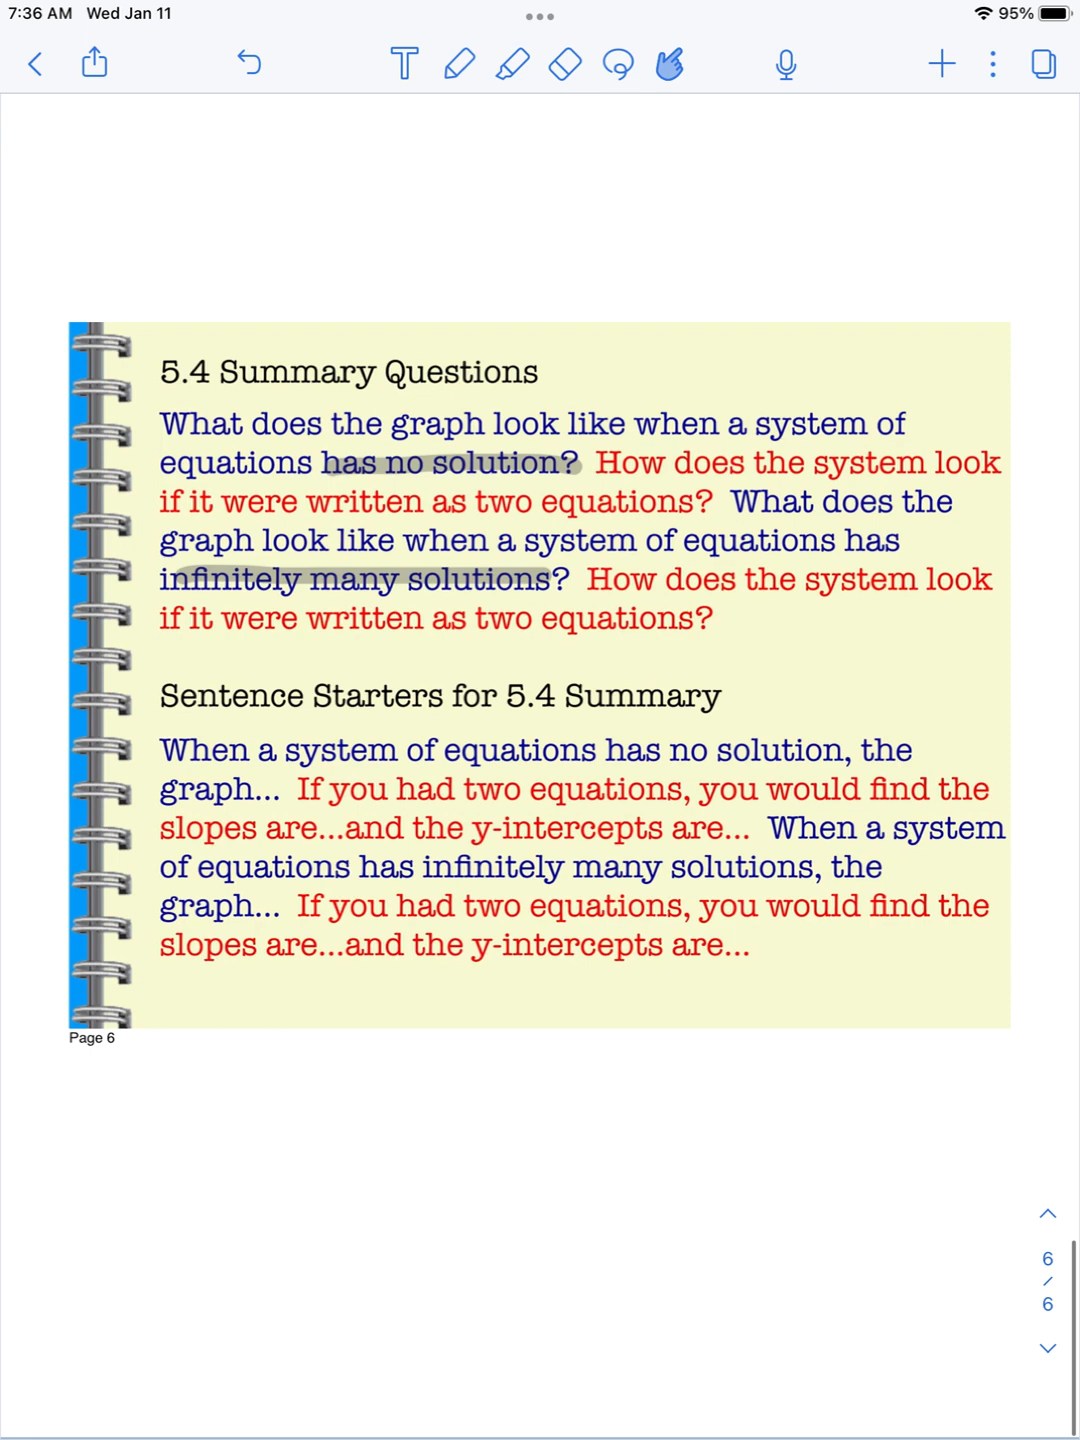 7:36 AM Wed Jan 11
95%
5.4 Summary Questions
What does the graph look like when a system of
equations has no solution? How does the system look
if it were written as two equations? What does the
graph look like when a system of equations has
infinitely many solutions? How does the system look
if it were written as two equations?
Sentence Starters for 5.4 Summary
When a system of equations has no solution, the
graph... If you had two equations, you would find the
slopes are...and the y-intercepts are... When a system
of equations has infinitely many solutions, the
graph... If you had two equations, you would find the
slopes are...and the y-intercepts are...
Page 6
6
/
6